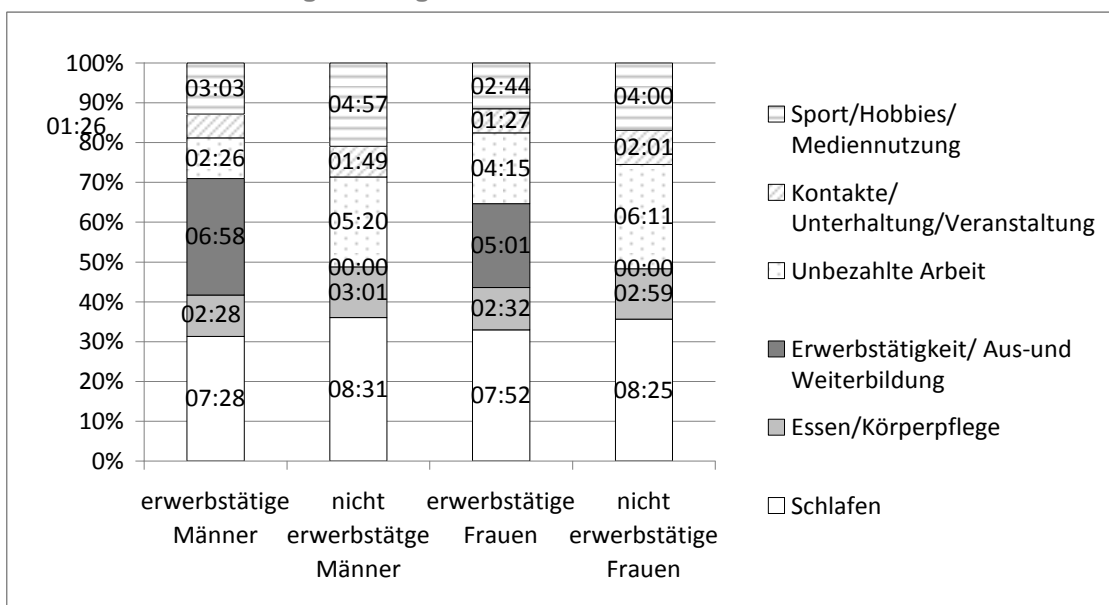 100%
90%
80%
70%
60%
50%
40%
30%
20%
10%
0%
03:03
01:26
02:26
06:58
02:28
07:28
04:57
01:49
05:20
00:00
03:01
08:31
02:44
01:27
04:15
05:01
02:32
07:52
04:00
02:01
06:11
00:00
02:59
08:25
erwerbstätige
Männer
nicht
erwerbstätge
Männer
erwerbstätige
Frauen
nicht
erwerbstätige
Frauen
Sport/Hobbies/
Mediennutzung
Kontakte/
Unterhaltung/Veranstaltung
Unbezahlte Arbeit
Erwerbstätigkeit/ Aus-und
Weiterbildung
Essen/Körperpflege
Schlafen